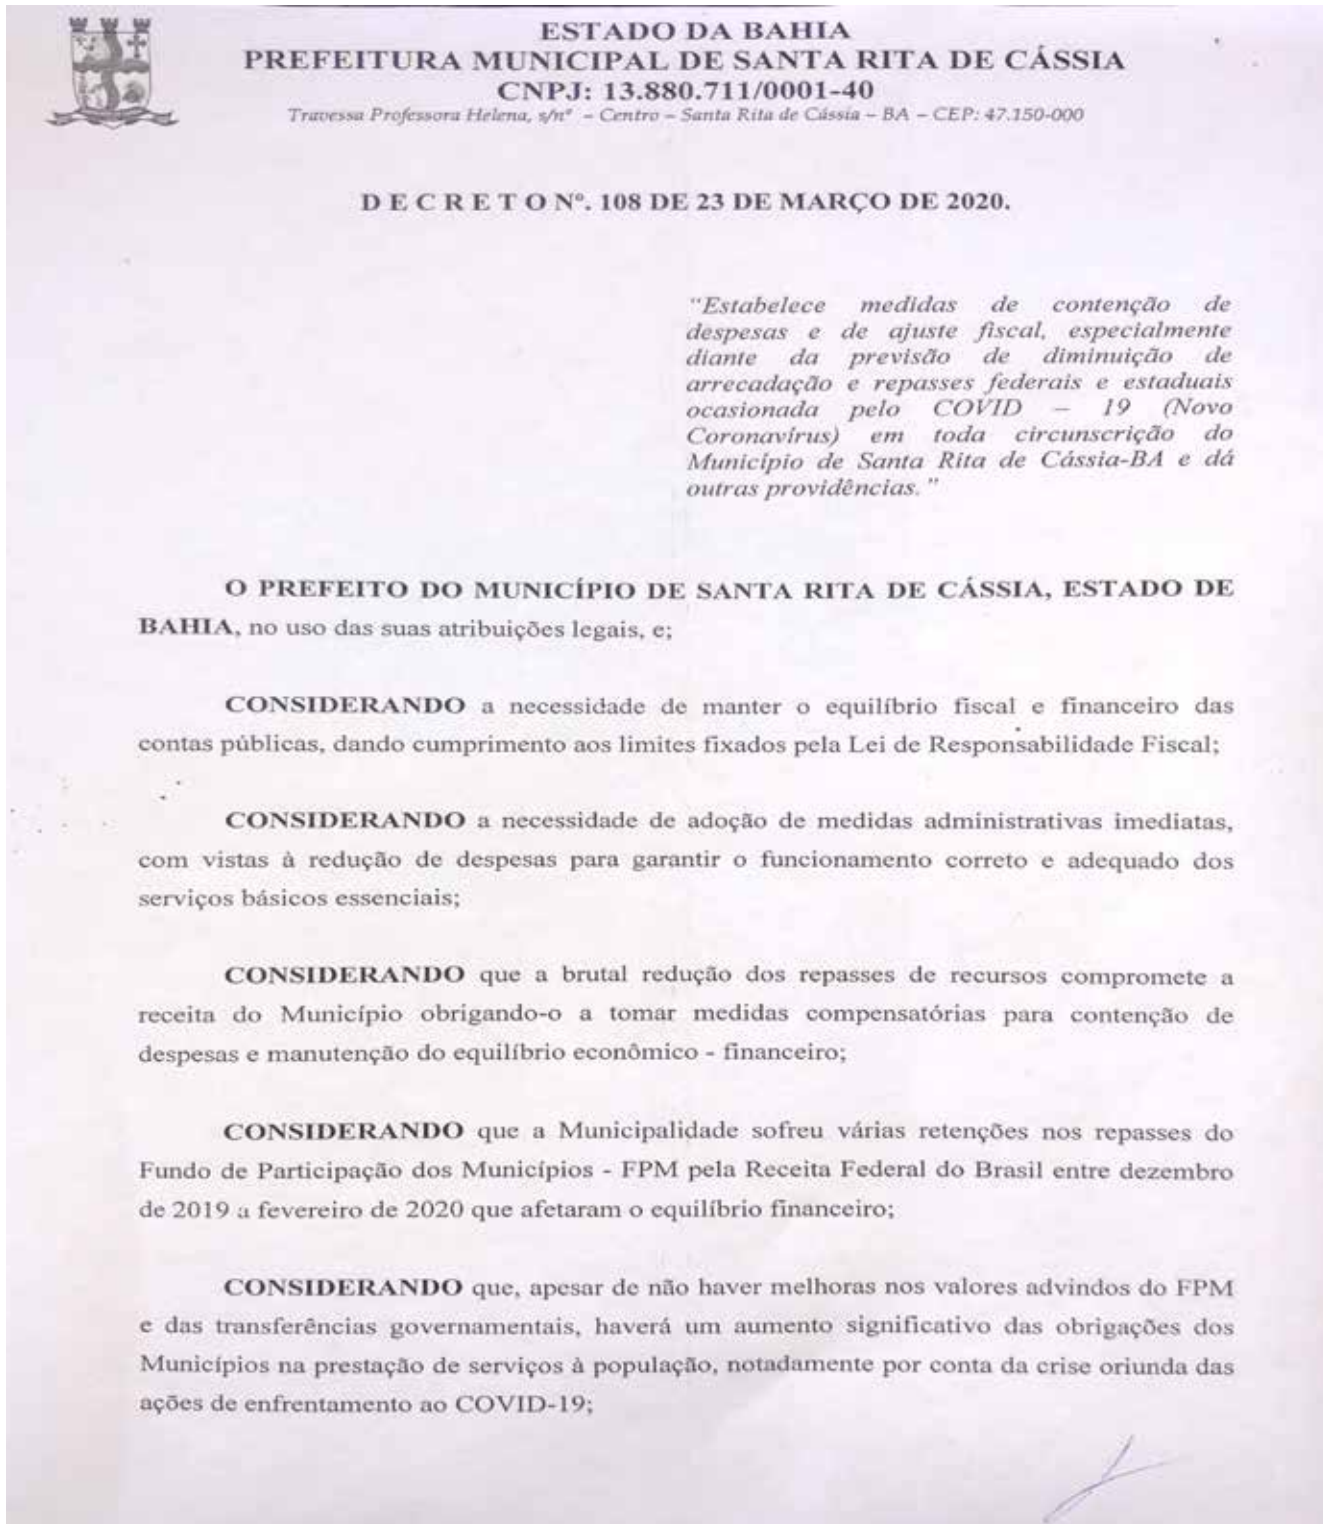 ESTADO DA BAHIA
PREFEITURA MUNICIPAL DE SANTA RITA DE CÁSSIA
CNPJ: 13.880.711/0001-40
Travessa Professora Helena, s/nº – Centro – Santa Rita de Cássia – BA – CEP: 47.150-000
D E C R E T O Nº. 108 DE 23 DE MARÇO DE 2020.
"Estabelece medidas de contenção de
despesas e de ajuste fiscal, especialmente
diante da previsão de diminuição de
arrecadação e repasses federais e estaduais
ocasionada pelo COVID – 19 (Novo
Coronavírus) em toda circunscrição do
Município de Santa Rita de Cássia-BA e dá
outras providências."
O PREFEITO DO MUNICÍPIO DE SANTA RITA DE CÁSSIA, ESTADO DE
BAHIA, no uso das suas atribuições legais, e;
CONSIDERANDO a necessidade de manter o equilíbrio fiscal e financeiro das
contas públicas, dando cumprimento aos limites fixados pela Lei de Responsabilidade Fiscal;
CONSIDERANDO a necessidade de adoção de medidas administrativas imediatas,
com vistas à redução de despesas para garantir o funcionamento correto e adequado dos
serviços básicos essenciais;
CONSIDERANDO que a brutal redução dos repasses de recursos compromete a
receita do Município obrigando-o a tomar medidas compensatórias para contenção de
despesas e manutenção do equilíbrio econômico - financeiro;
CONSIDERANDO que a Municipalidade sofreu várias retenções nos repasses do
Fundo de Participação dos Municípios - FPM pela Receita Federal do Brasil entre dezembro
de 2019 a fevereiro de 2020 que afetaram o equilíbrio financeiro;
CONSIDERANDO que, apesar de não haver melhoras nos valores advindos do FPM
e das transferências governamentais, haverá um aumento significativo das obrigações dos
Municípios na prestação de serviços à população, notadamente por conta da crise oriunda das
ações de enfrentamento ao COVID-19;